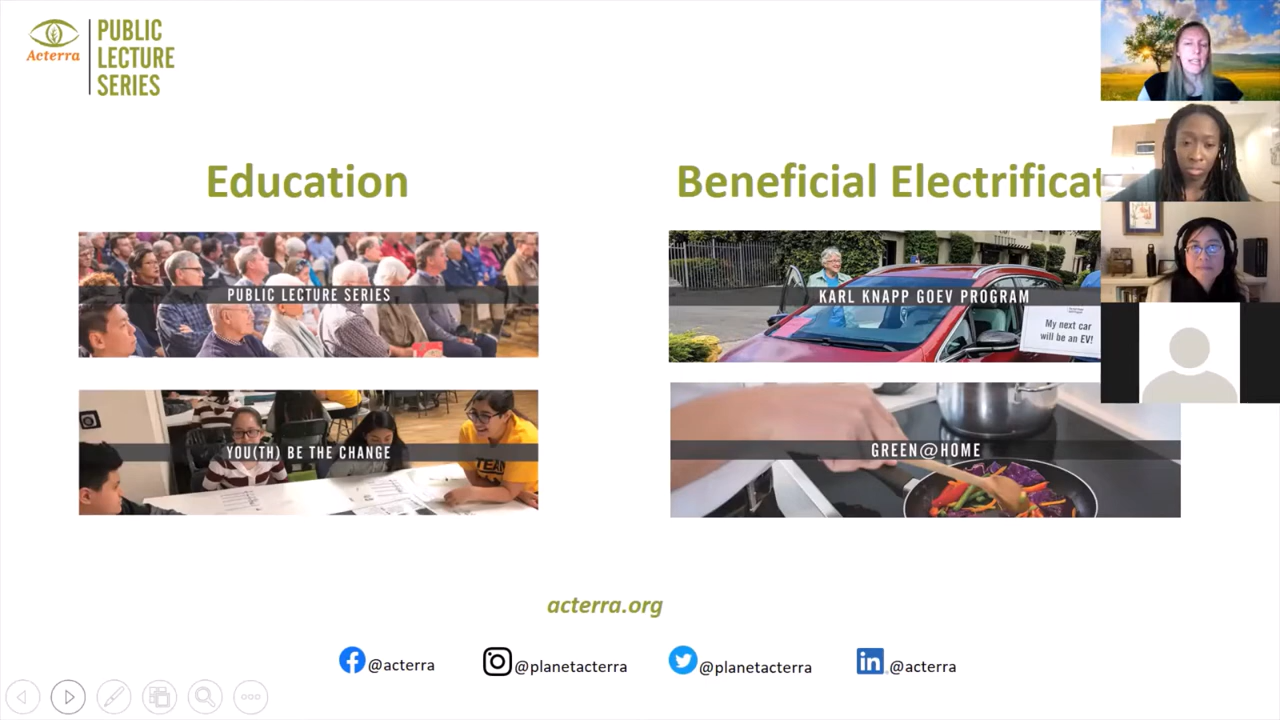 Acterra
PUBLIC
LECTURE
SERIES
Education
Beneficial Electrificat
PUBLIC LECTURE SERIES
KARL KNAPP GOEV PROGRAM
My next car
will be an EV!
YOU(TH) BE THE CHANGE
GREEN@HOME
acterra.org
@acterra
@planetacterra
@planetacterra
@acterra